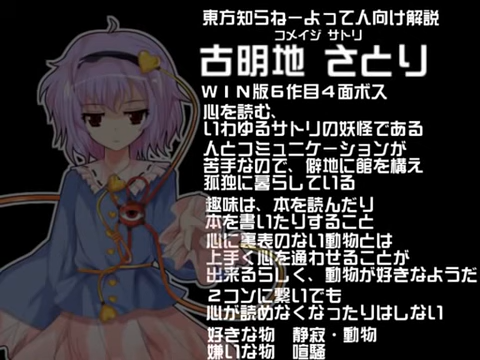 東方知らねーよって人向け解説
コメイジ サトリ
古明地 さとり
WIN版6作目4面ボス
心を読む、
いわゆるサトリの妖怪である
人とコミュニケーションが
苦手なので、僻地に館を構え
孤独に暮らしている
趣味は、本を読んだり
本を書いたりすること
心に裏表のない動物とは
上手く心を通わせることが
出来るらしく、動物が好きなようだ
2コンに繋いでも
心が読めなくなったりはしない
好きな物 静寂・動物
嫌いな物 喧騒